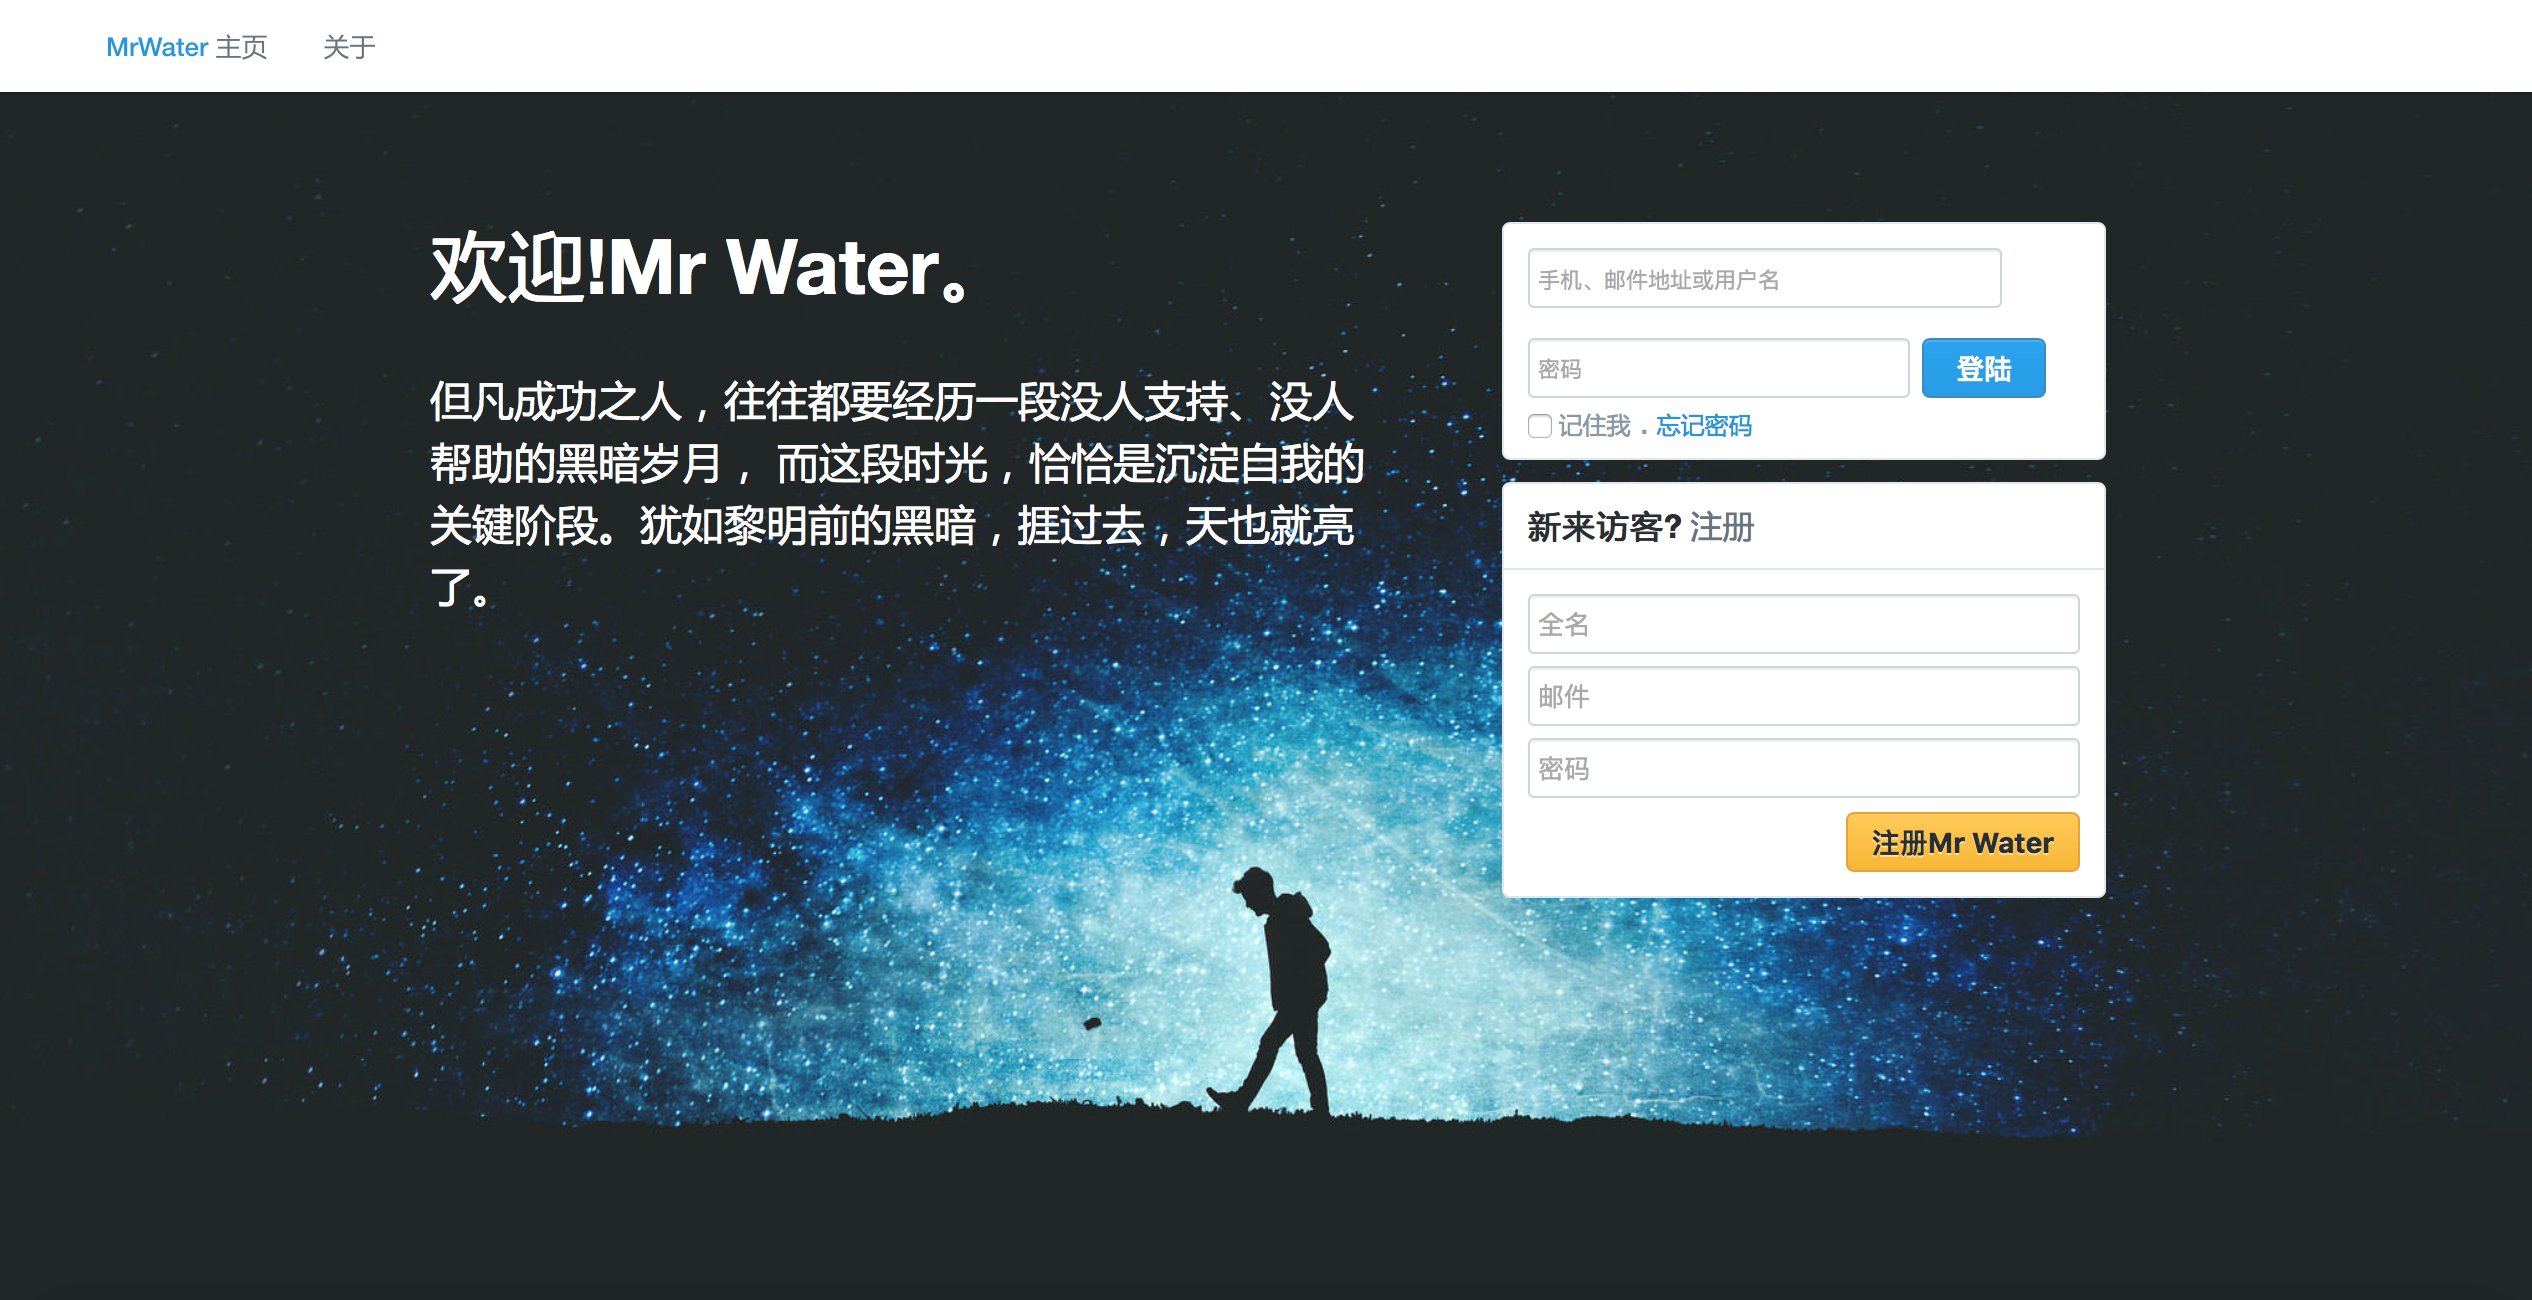 MrWater 主页 关于
欢迎!Mr Water。
但凡成功之人，往往都要经历一段没人支持、没人
帮助的黑暗岁月， 而这段时光，恰恰是沉淀自我的
关键阶段。犹如黎明前的黑暗，捱过去，天也就亮
了。
手机、邮件地址或用户名
密码
登陆
记住我 . 忘记密码
新来访客? 注册
全名
邮件
密码
注册Mr Water